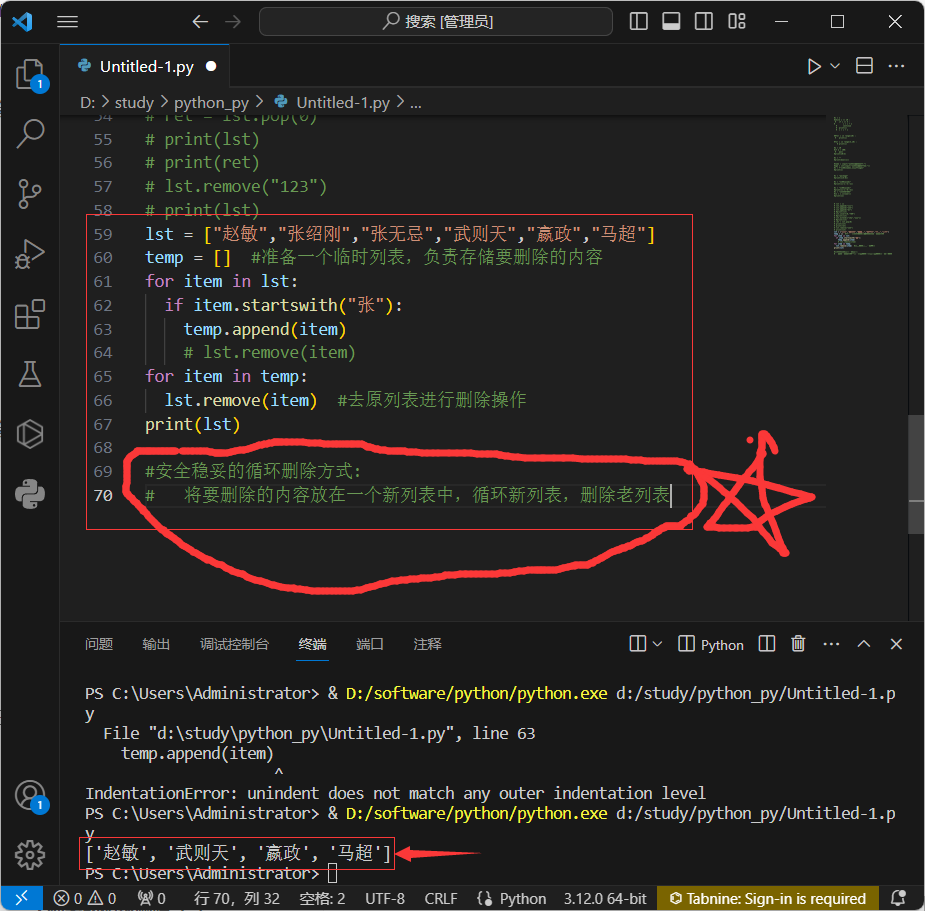 搜索 [管理员]
Untitled-1.py
D: > study > python_py > Untitled-1.py > ...
54 # ret = lst.pop(0)
55 # print(lst)
56 # print(ret)
57 # lst.remove("123")
58 # print(lst)
59 lst = ["赵敏","张绍刚","张无忌","武则天","嬴政","马超"]
60 temp = [] #准备一个临时列表，负责存储要删除的内容
61 for item in lst:
62 if item.startswith("张"):
63 temp.append(item)
64 # lst.remove(item)
65 for item in temp:
66 lst.remove(item) #去原列表进行删除操作
67 print(lst)
68
69 #安全稳妥的循环删除方式:
70 # 将要删除的内容放在一个新列表中，循环新列表，删除老列表
1
问题 输出 调试控制台 终端 端口 注释 Python
PS C:\Users\Administrator> & D:/software/python/python.exe d:/study/python_py/Untitled-1.p
y
File "d:\study\python_py\Untitled-1.py", line 63
temp.append(item)
^
IndentationError: unindent does not match any outer indentation level
PS C:\Users\Administrator> & D:/software/python/python.exe d:/study/python_py/Untitled-1.p
y
['赵敏', '武则天', '嬴政', '马超']
PS C:\Users\Administrator>
1
0 0 0 行 70，列 32 空格: 2 UTF-8 CRLF Python 3.12.0 64-bit Tabnine: Sign-in is required